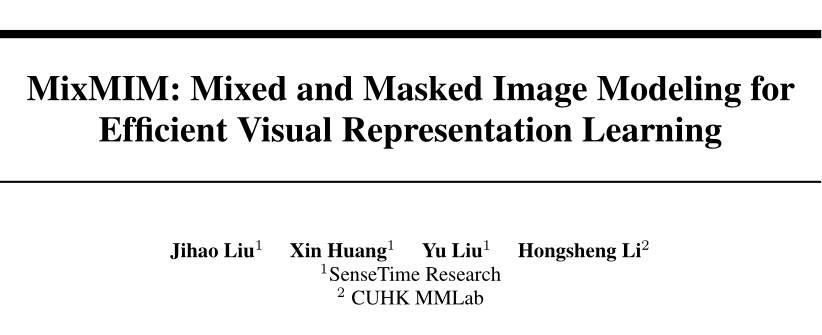 MixMIM: Mixed and Masked Image Modeling for
Efficient Visual Representation Learning
Jihao Liu¹ Xin Huang¹ Yu Liu¹ Hongsheng Li²
¹SenseTime Research
² CUHK MMLab